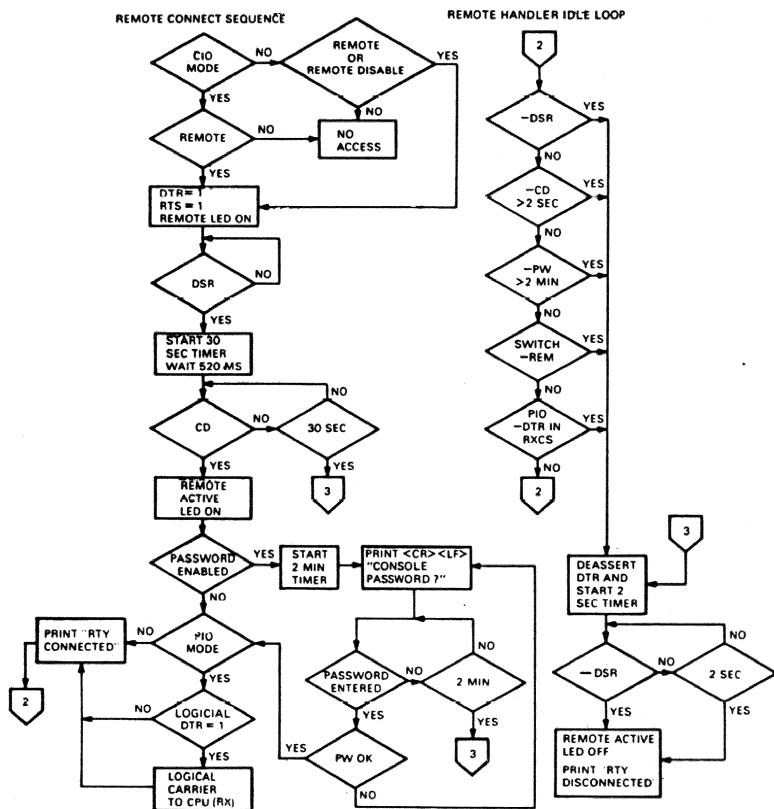 REMOTE CONNECT SEQUENCE
CIO
MODE
NO
YES
REMOTE
OR
REMOTE DISABLE
YES
NO
REMOTE
NO
YES
NO
ACCESS
DTR = 1
RTS = 1
REMOTE LED ON
DSR
NO
YES
START 30
SEC TIMER
WAIT 520 MS
CD
NO
YES
30 SEC
NO
YES
3
REMOTE
ACTIVE
LED ON
PASSWORD
ENABLED
YES
NO
START
2 MIN
TIMER
PRINT <CR><LF>
"CONSOLE
PASSWORD ?"
PRINT "RTY
CONNECTED"
NO
PIO
MODE
YES
2
NO
LOGICIAL
DTR = 1
YES
LOGICAL
CARRIER
TO CPU (RX)
PASSWORD
ENTERED
NO
YES
2 MIN
NO
YES
3
YES
PW OK
NO
REMOTE HANDLER IDLE LOOP
2
—DSR
YES
NO
—CD
>2 SEC
YES
NO
—PW
>2 MIN
YES
NO
SWITCH
—REM
YES
NO
PIO
—DTR IN
RXCS
YES
NO
2
3
DEASSERT
DTR AND
START 2
SEC TIMER
— DSR
NO
YES
2 SEC
NO
YES
REMOTE ACTIVE
LED OFF
PRINT "RTY
DISCONNECTED"